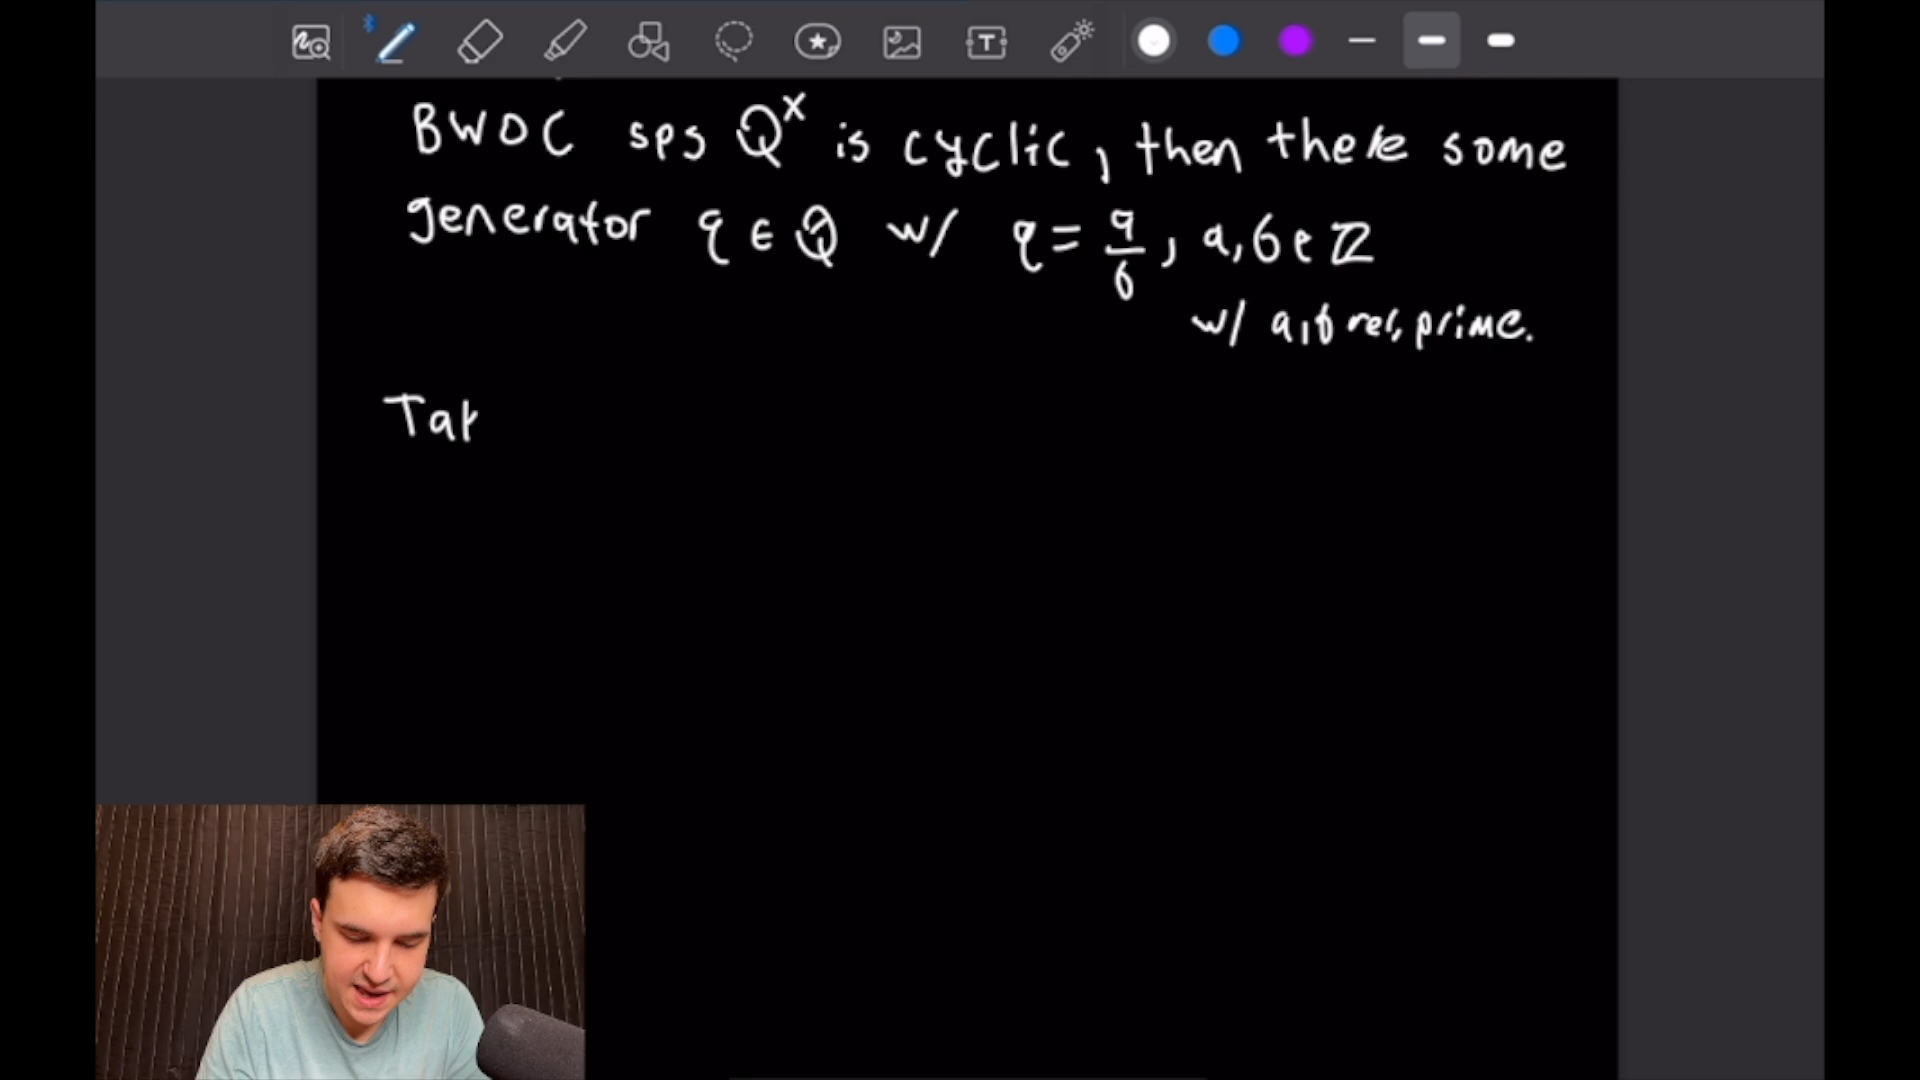 BWOC sps Q^x is cyclic, then there some
generator q ∈ Q w/ q = a/b, a,b ∈ ℤ
w/ a,b rel, prime.
Tak